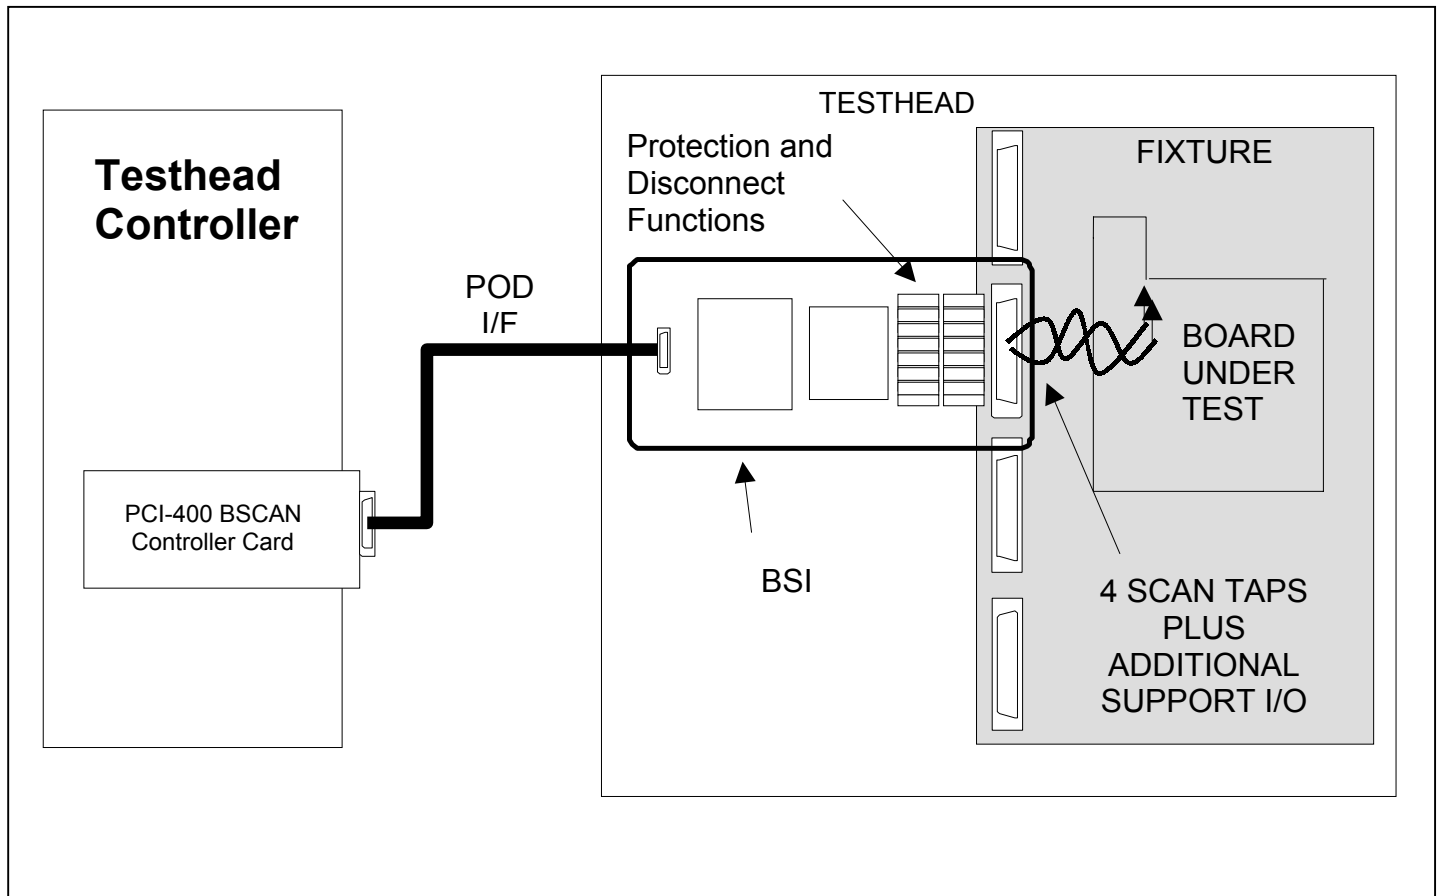 Testhead
Controller
POD
I/F
PCI-400 BSCAN
Controller Card
TESTHEAD
Protection and
Disconnect
Functions
FIXTURE
BOARD
UNDER
TEST
BSI
4 SCAN TAPS
PLUS
ADDITIONAL
SUPPORT I/O